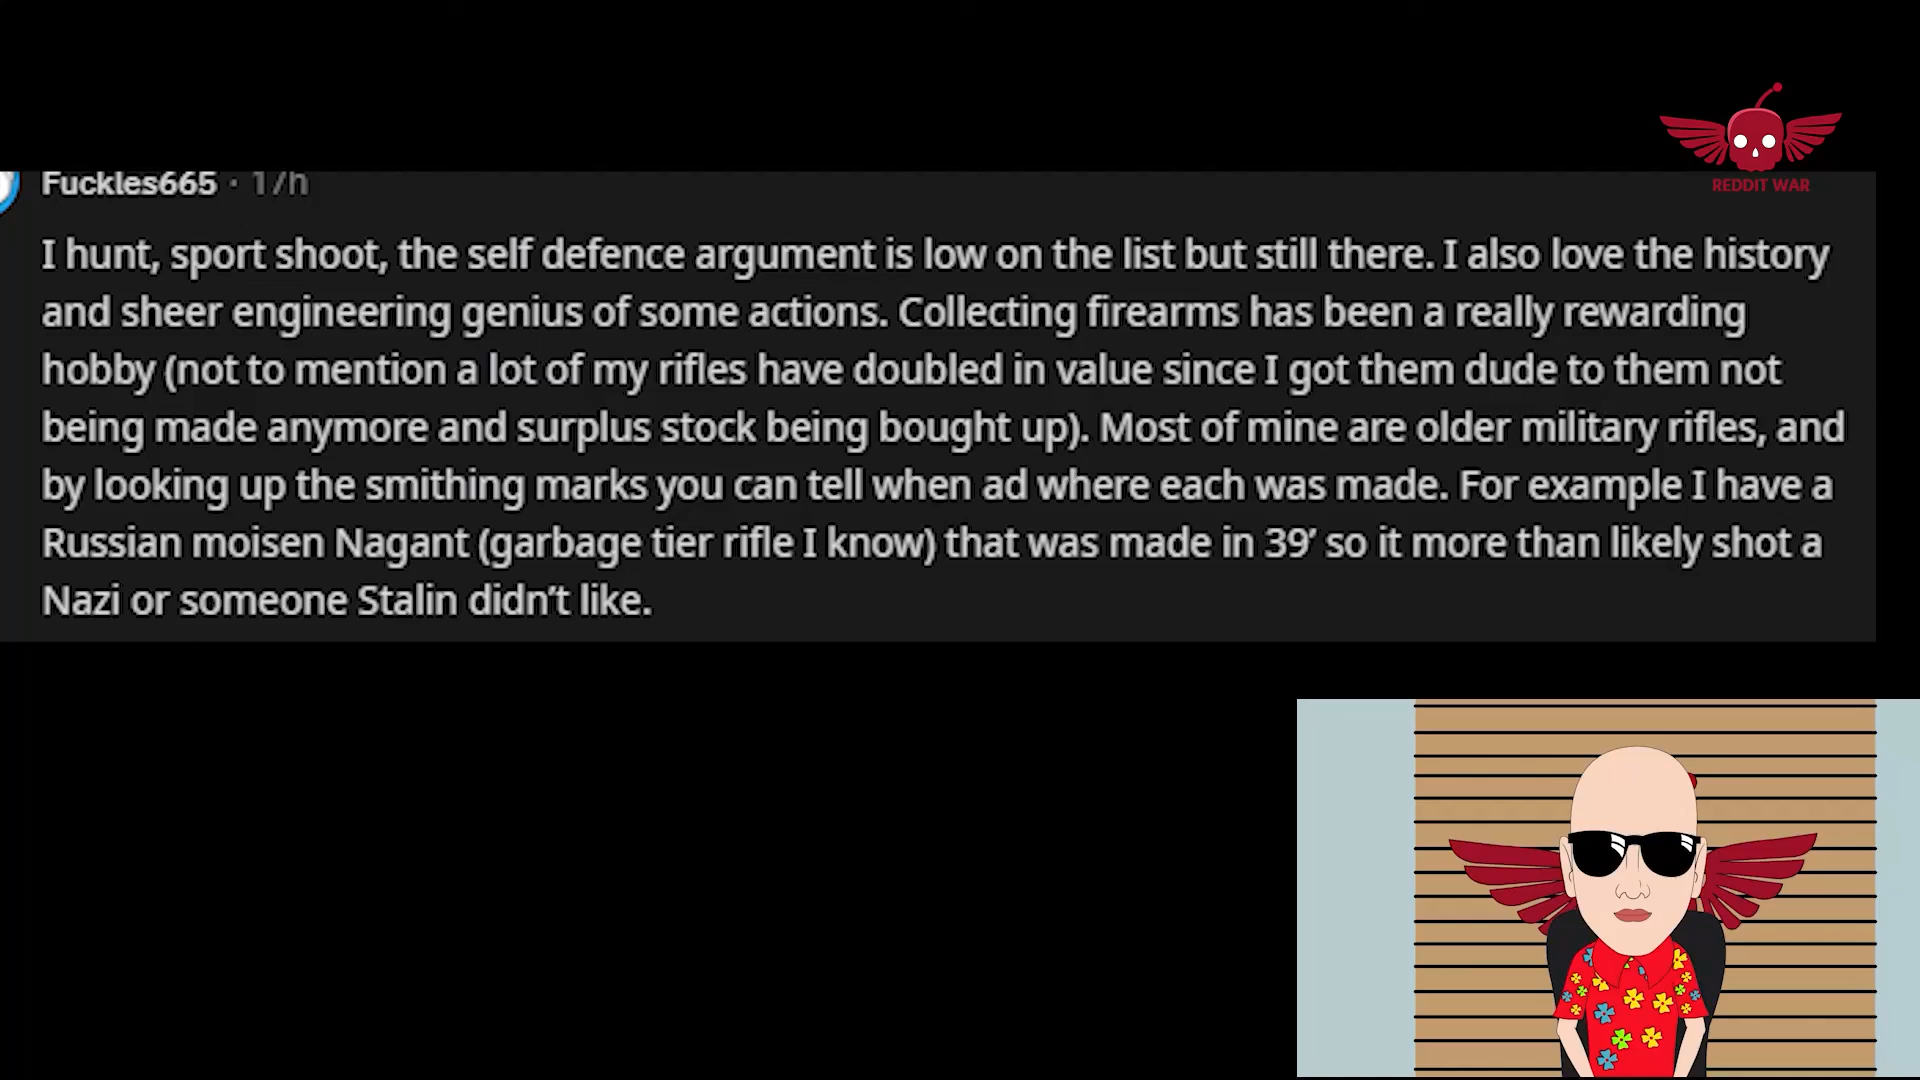 REDDIT WAR
Fuckles665 · 17h
I hunt, sport shoot, the self defence argument is low on the list but still there. I also love the history
and sheer engineering genius of some actions. Collecting firearms has been a really rewarding
hobby (not to mention a lot of my rifles have doubled in value since I got them dude to them not
being made anymore and surplus stock being bought up). Most of mine are older military rifles, and
by looking up the smithing marks you can tell when ad where each was made. For example I have a
Russian moisen Nagant (garbage tier rifle I know) that was made in 39’ so it more than likely shot a
Nazi or someone Stalin didn’t like.